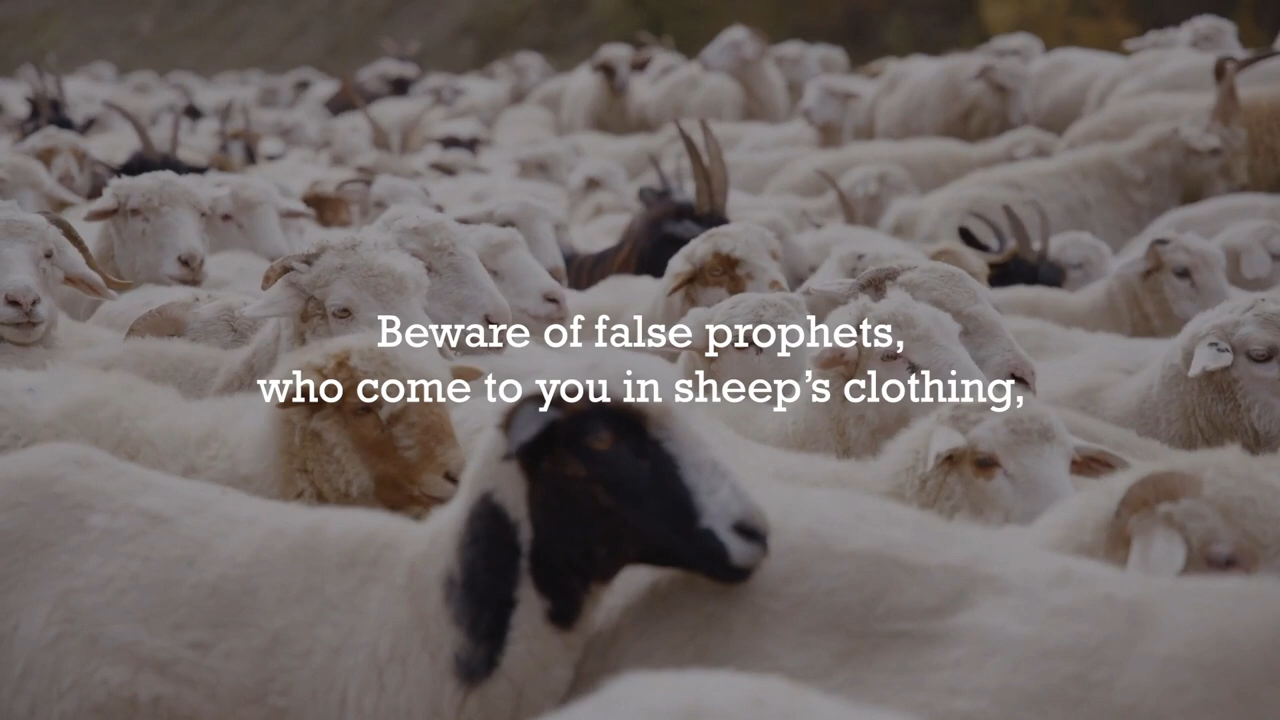 Beware of false prophets,
who come to you in sheep’s clothing,